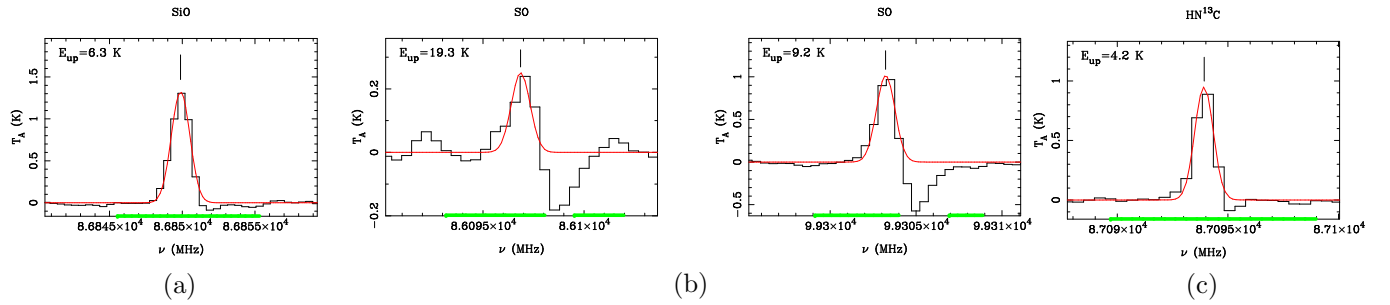 SiO
E_up=6.3 K
T_A (K)
1.5
1
0.5
0
8.6845×10⁴
8.685×10⁴
8.6855×10⁴
ν (MHz)
(a)
SO
E_up=19.3 K
T_A (K)
0.2
0
−0.2
8.6095×10⁴
8.61×10⁴
ν (MHz)
SO
E_up=9.2 K
T_A (K)
1
0.5
0
−0.5
9.93×10⁴
9.9305×10⁴
9.931×10⁴
ν (MHz)
(b)
HN¹³C
E_up=4.2 K
T_A (K)
1
0.5
0
8.709×10⁴
8.7095×10⁴
8.71×10⁴
ν (MHz)
(c)